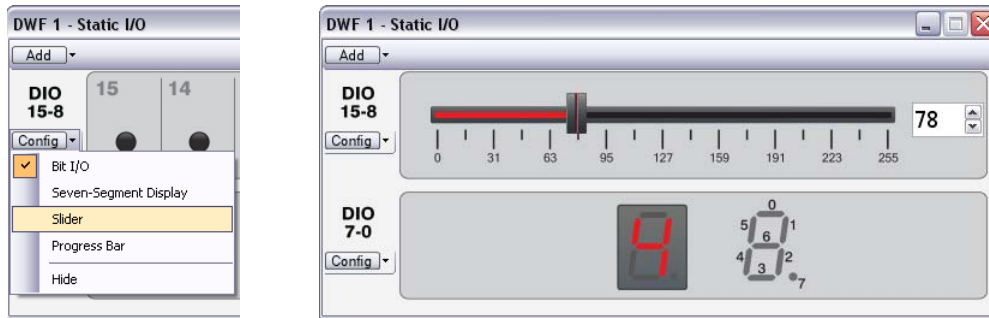 DWF 1 - Static I/O
Add
DIO
15-8
15 14
Config
Bit I/O
Seven-Segment Display
Slider
Progress Bar
Hide
DWF 1 - Static I/O
Add
DIO
15-8
Config
78
0 31 63 95 127 159 191 223 255
DIO
7-0
Config
4
0
5 1
6
4 2
3
7